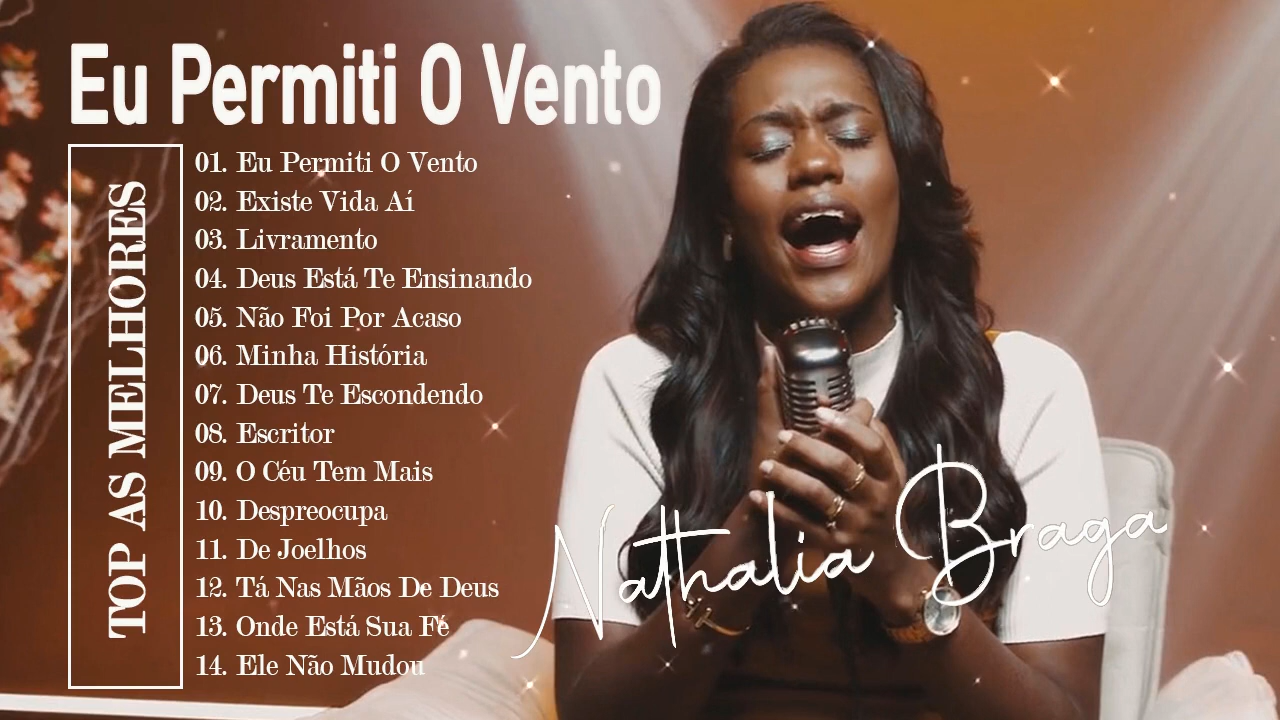 Eu Permiti O Vento
TOP AS MELHORES
01. Eu Permiti O Vento
02. Existe Vida Aí
03. Livramento
04. Deus Está Te Ensinando
05. Não Foi Por Acaso
06. Minha História
07. Deus Te Escondendo
08. Escritor
09. O Céu Tem Mais
10. Despreocupa
11. De Joelhos
12. Tá Nas Mãos De Deus
13. Onde Está Sua Fé
14. Ele Não Mudou
Nathalia Braga